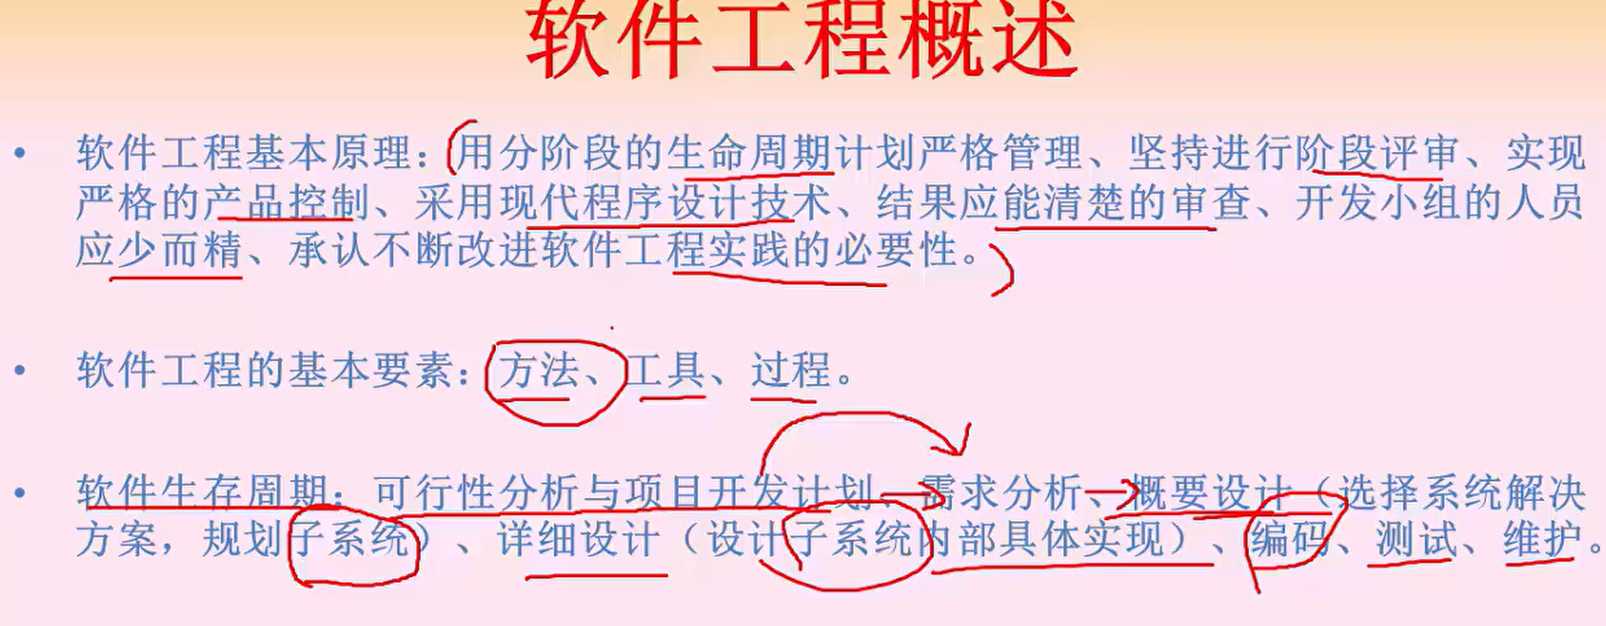 软件工程概述
• 软件工程基本原理：用分阶段的生命周期计划严格管理、坚持进行阶段评审、实现
严格的产品控制、采用现代程序设计技术、结果应能清楚的审查、开发小组的人员
应少而精、承认不断改进软件工程实践的必要性。
• 软件工程的基本要素：方法、工具、过程。
• 软件生存周期：可行性分析与项目开发计划、需求分析、概要设计（选择系统解决
方案，规划子系统）、详细设计（设计子系统内部具体实现）、编码、测试、维护。